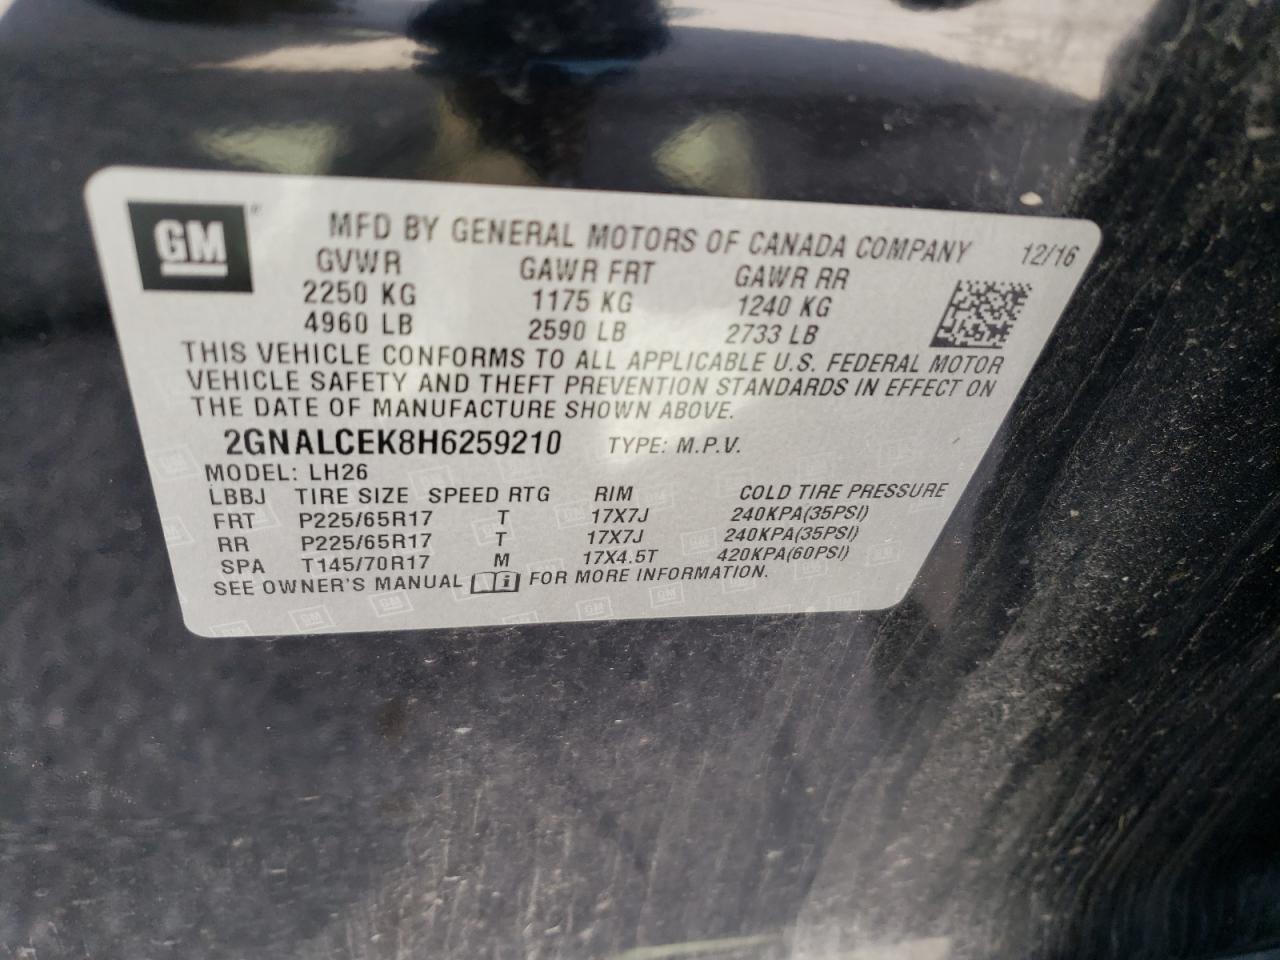 GM®
MFD BY GENERAL MOTORS OF CANADA COMPANY 12/16
GVWR GAWR FRT GAWR RR
2250 KG 1175 KG 1240 KG
4960 LB 2590 LB 2733 LB
THIS VEHICLE CONFORMS TO ALL APPLICABLE U.S. FEDERAL MOTOR
VEHICLE SAFETY AND THEFT PREVENTION STANDARDS IN EFFECT ON
THE DATE OF MANUFACTURE SHOWN ABOVE.
2GNALCEK8H6259210 TYPE: M.P.V.
MODEL: LH26
LBBJ TIRE SIZE SPEED RTG RIM COLD TIRE PRESSURE
FRT P225/65R17 T 17X7J 240KPA(35PSI)
RR P225/65R17 T 17X7J 240KPA(35PSI)
SPA T145/70R17 M 17X4.5T 420KPA(60PSI)
SEE OWNER'S MANUAL FOR MORE INFORMATION.